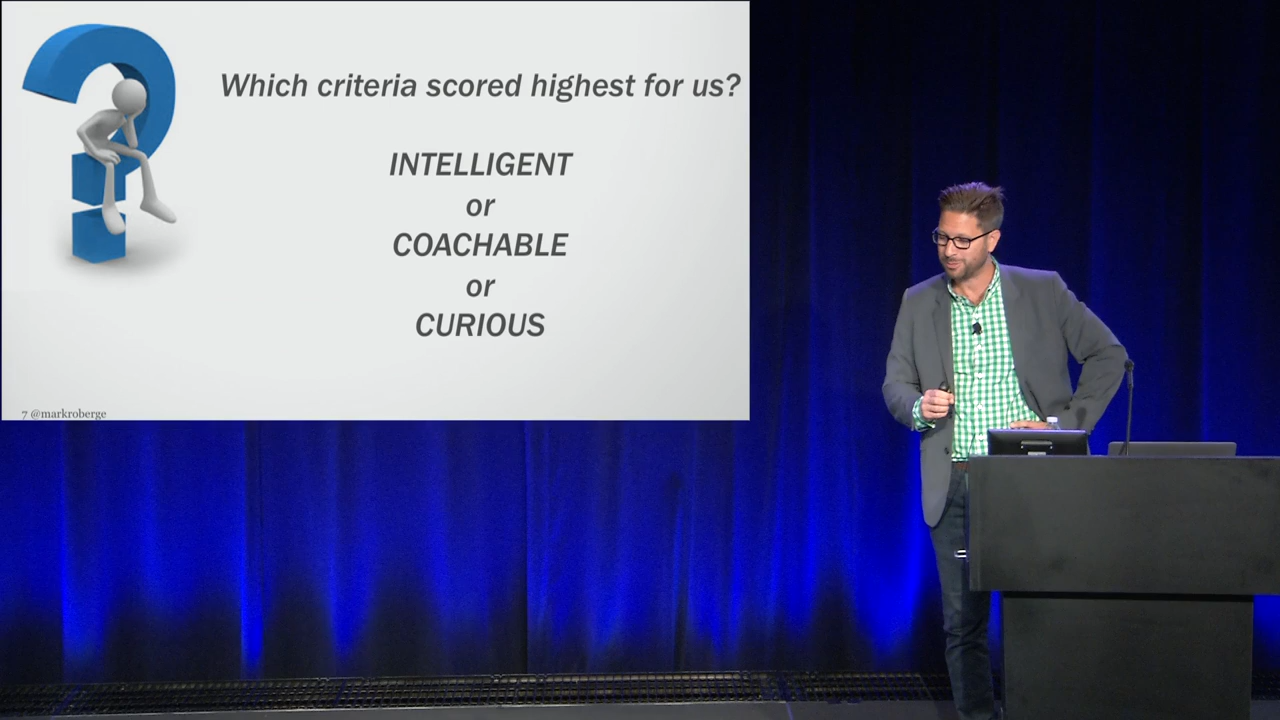 Which criteria scored highest for us?
INTELLIGENT
or
COACHABLE
or
CURIOUS
7 @markroberge